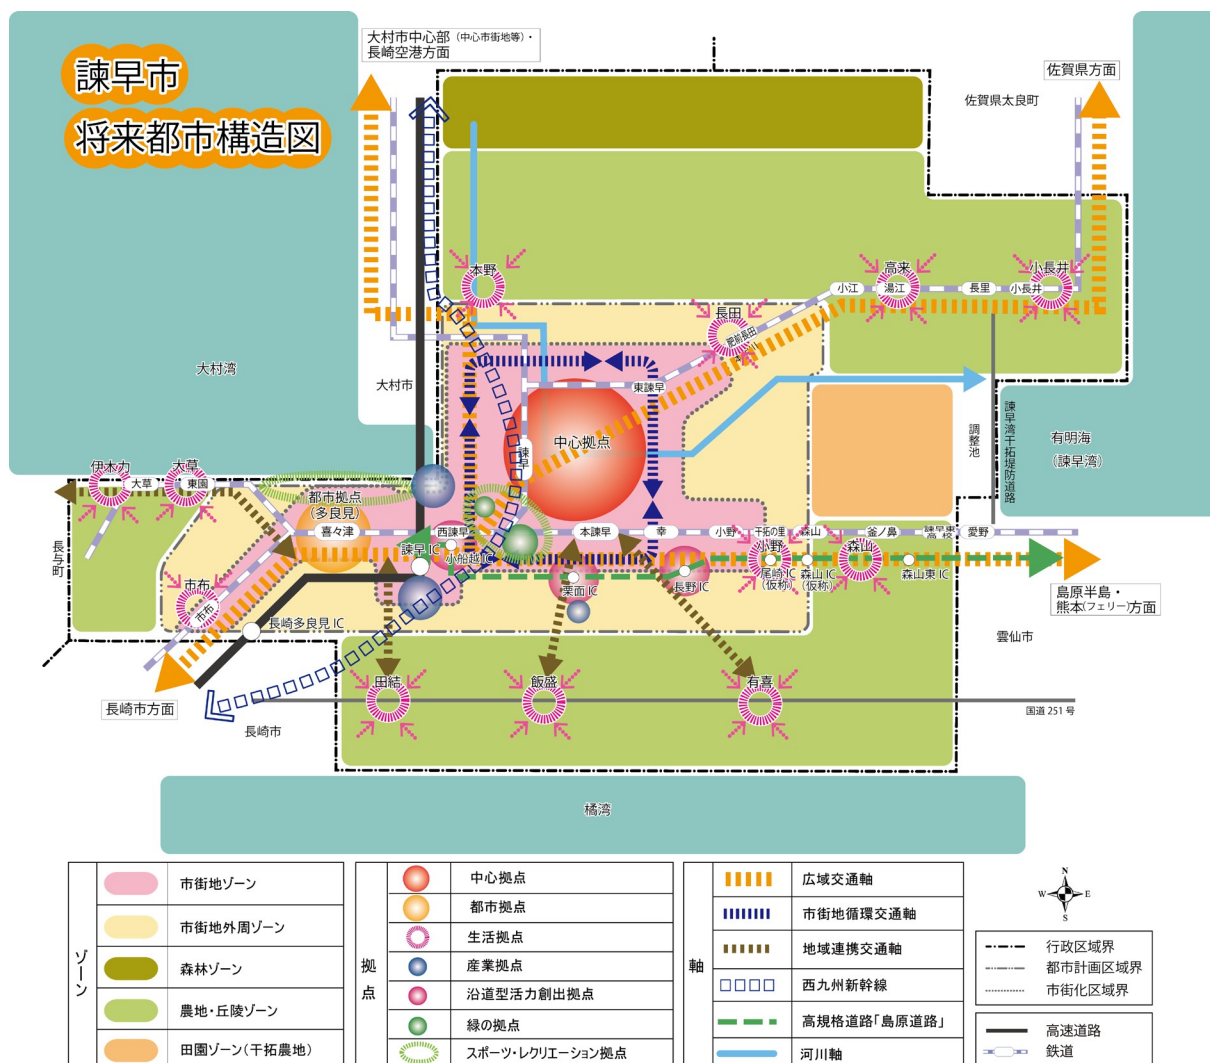 諫早市
将来都市構造図
大村市中心部（中心市街地等）・
長崎空港方面
佐賀県方面
佐賀県太良町
本野
高来
小長井
小江
湯江
長里
小長井
長田
肥前長田
大村湾
大村市
東諫早
中心拠点
諫早
調整池
諫早湾干拓堤防道路
有明海
（諫早湾）
伊木力
大草
大草
東園
都市拠点
（多良見）
喜々津
西諫早
本諫早
幸
小野
干拓の里
森山
釜ノ鼻
諫早東高校
愛野
長与町
諫早IC
小船越IC
小野
森山
栗面IC
長野IC
尾崎IC
（仮称）
森山IC
（仮称）
森山東IC
島原半島・
熊本(フェリー)方面
市布
市布
長崎多良見IC
雲仙市
田結
飯盛
有喜
長崎市方面
長崎市
国道251号
橘湾
ゾーン
市街地ゾーン
市街地外周ゾーン
森林ゾーン
農地・丘陵ゾーン
田園ゾーン(干拓農地)
拠点
中心拠点
都市拠点
生活拠点
産業拠点
沿道型活力創出拠点
緑の拠点
スポーツ・レクリエーション拠点
軸
広域交通軸
市街地循環交通軸
地域連携交通軸
西九州新幹線
高規格道路「島原道路」
河川軸
N
W
E
S
行政区域界
都市計画区域界
市街化区域界
高速道路
鉄道